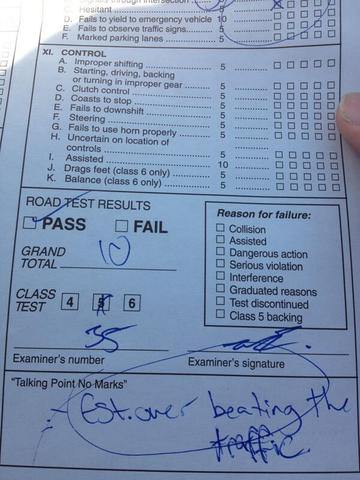 C. Hesitant 5
D. Fails to yield to emergency vehicle 10
E. Fails to observe traffic signs 5
F. Marked parking lanes 5
XI. CONTROL
A. Improper shifting 5
B. Starting, driving, backing
or turning in improper gear 5
C. Clutch control 5
D. Coasts to stop 5
E. Fails to downshift 5
F. Steering 5
G. Fails to use horn properly 5
H. Uncertain on location of
controls 5
I. Assisted 10
J. Drags feet (class 6 only) 5
K. Balance (class 6 only) 5
ROAD TEST RESULTS
PASS FAIL
GRAND
TOTAL 10
CLASS
TEST 4 5 6
35
Examiner's number
Reason for failure:
Collision
Assisted
Dangerous action
Serious violation
Interference
Graduated reasons
Test discontinued
Class 5 backing
Examiner's signature
"Talking Point No Marks"
- Est. over beating the
traffic.